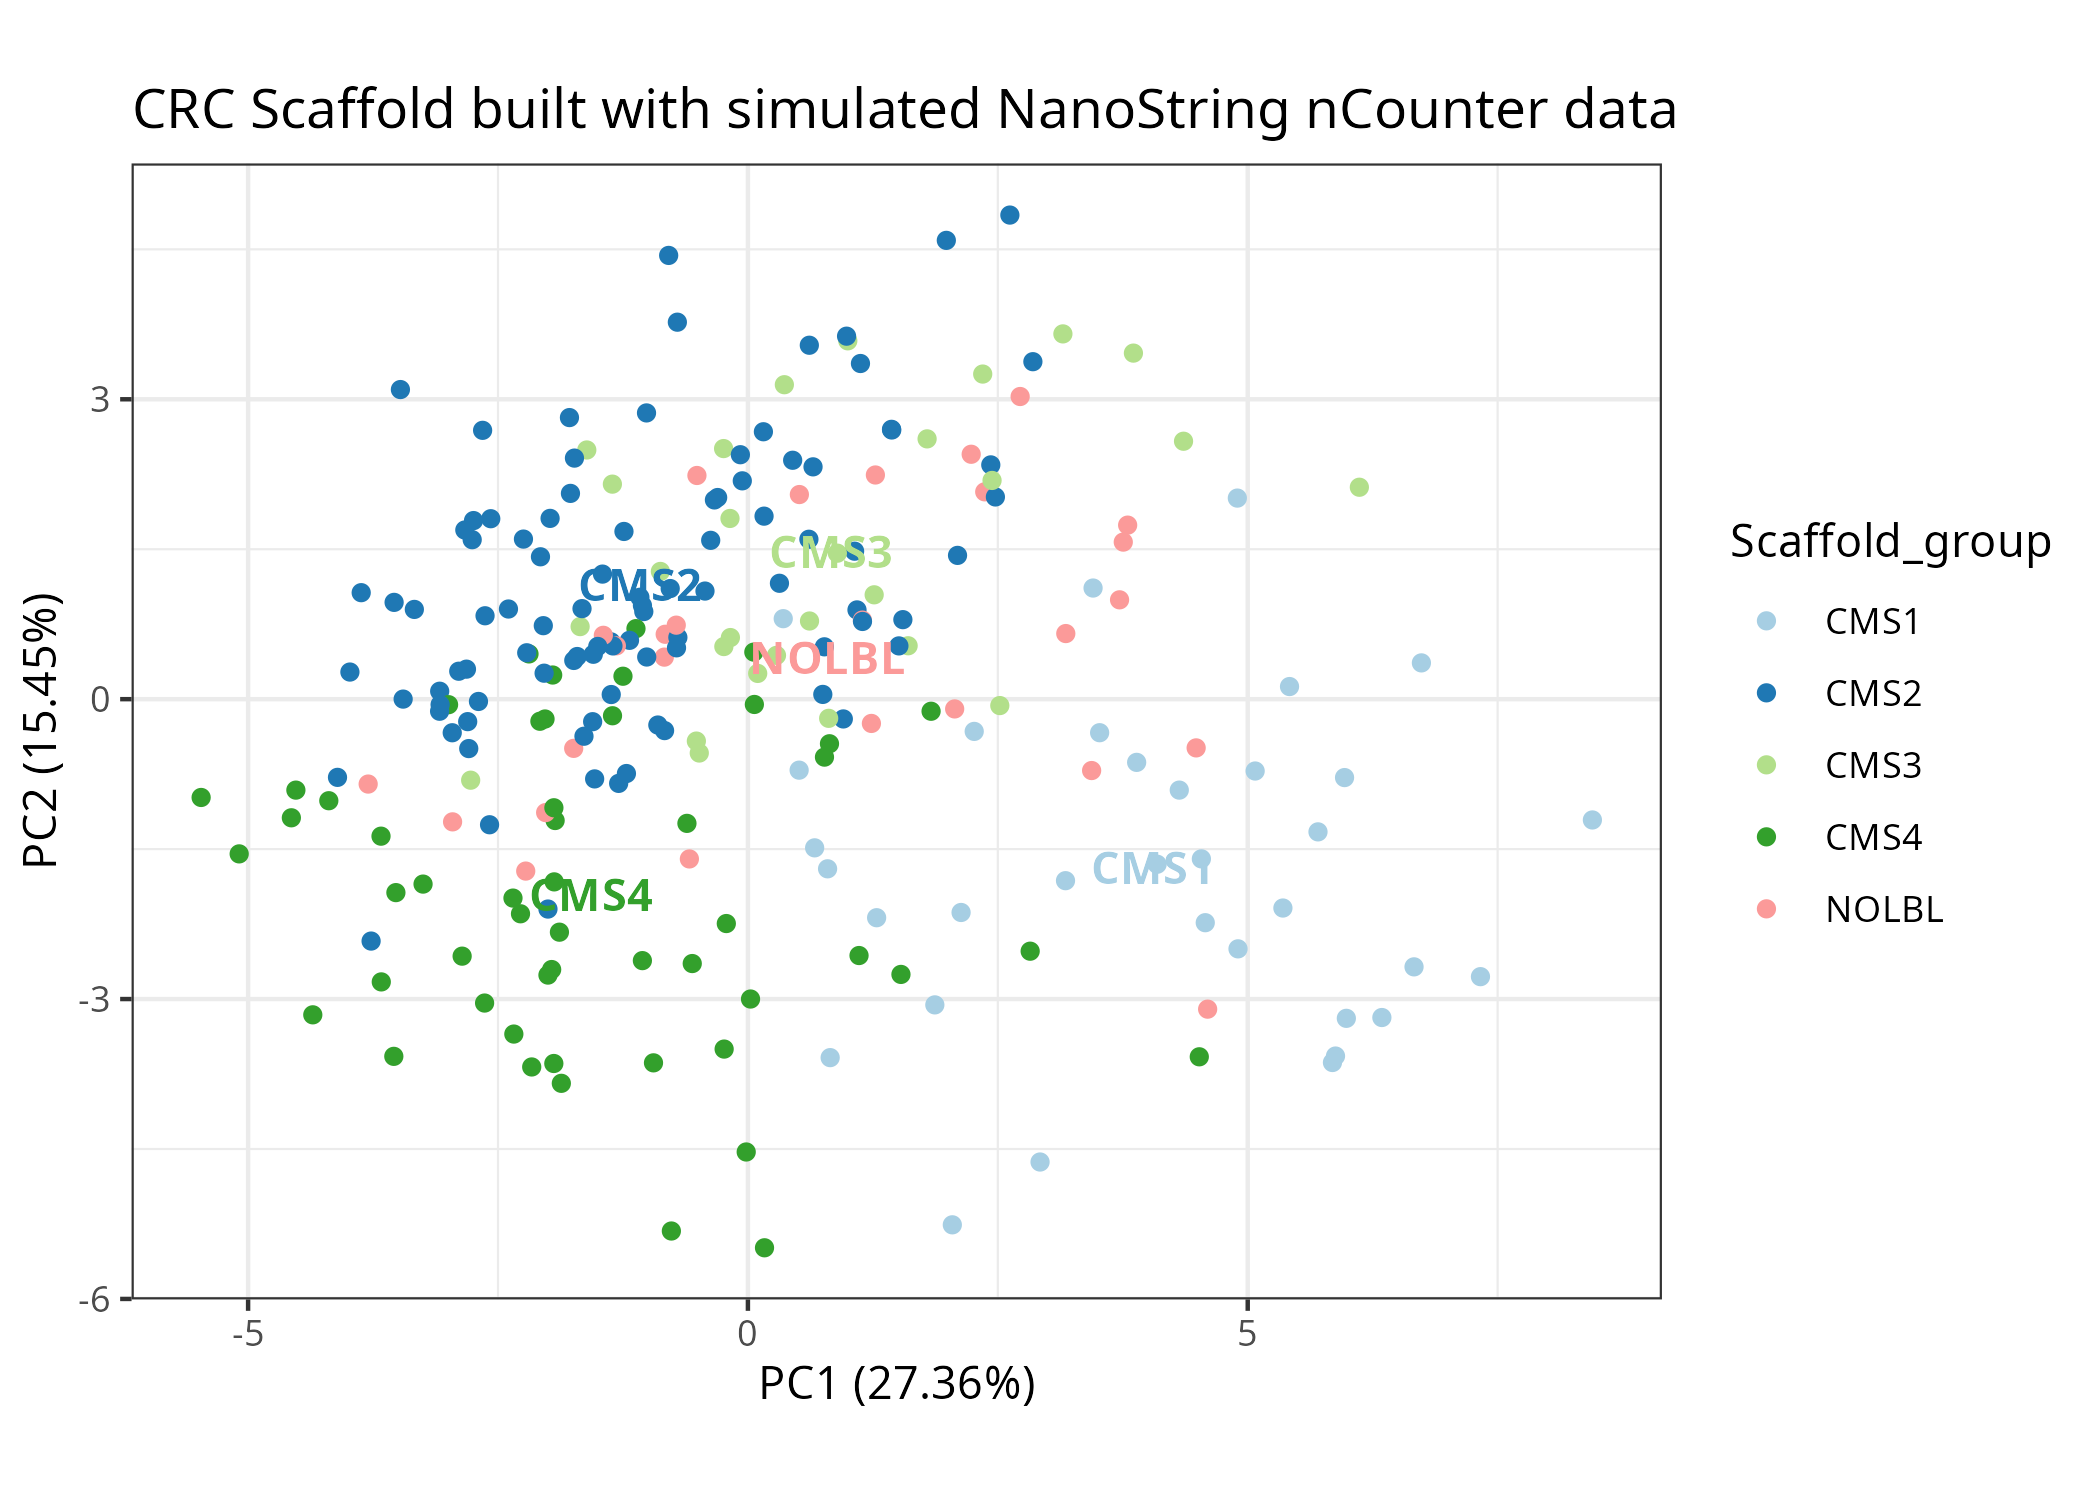 CRC Scaffold built with simulated NanoString nCounter data
PC2 (15.45%)
3
0
-3
-6
-5
0
5
PC1 (27.36%)
CMS3
CMS2
NOLBL
CMS1
CMS4
Scaffold_group
CMS1
CMS2
CMS3
CMS4
NOLBL